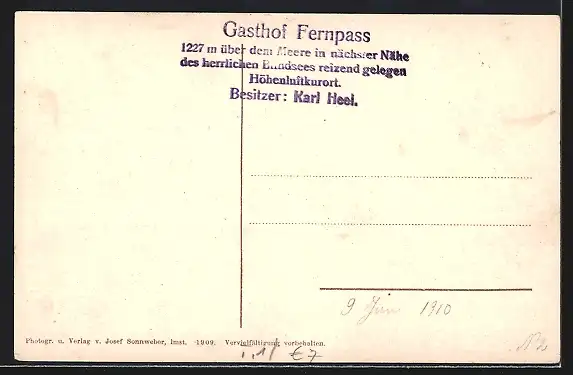 Gasthof Fernpass
1227 m über dem Meere in nächster Nähe
des herrlichen Blindsees reizend gelegen
Höhenluftkurort.
Besitzer: Karl Heel.
9 Juni 1910
Photogr. u. Verlag v. Josef Sonnweber, Imst. 1909. Vervielfältigung vorbehalten.
€7